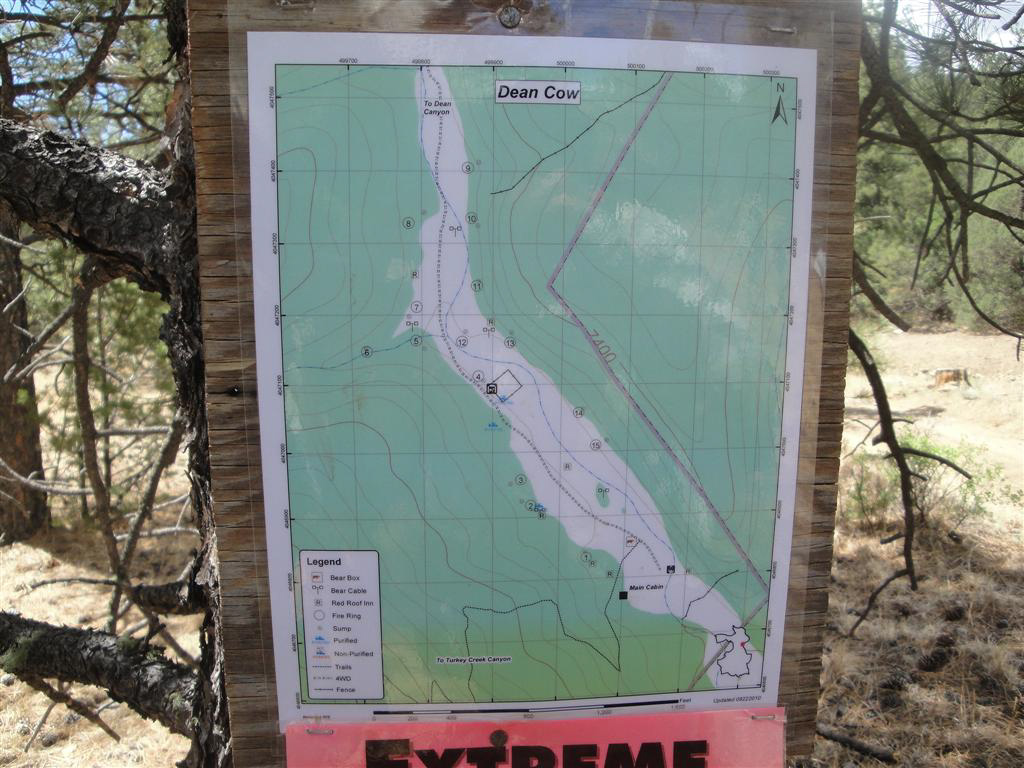 Dean Cow
N
To Dean
Canyon
499700
499800
499900
500000
500100
500200
500300
9
8
10
R
11
7
R
5
12
13
6
4
7400
14
15
R
3
2
R
1
R
R
R
Main Cabin
To Turkey Creek Canyon
Legend
Bear Box
Bear Cable
R Red Roof Inn
Fire Ring
Sump
Purified
Non-Purified
Trails
4WD
Fence
Feet
Updated 09222010
EXTREME